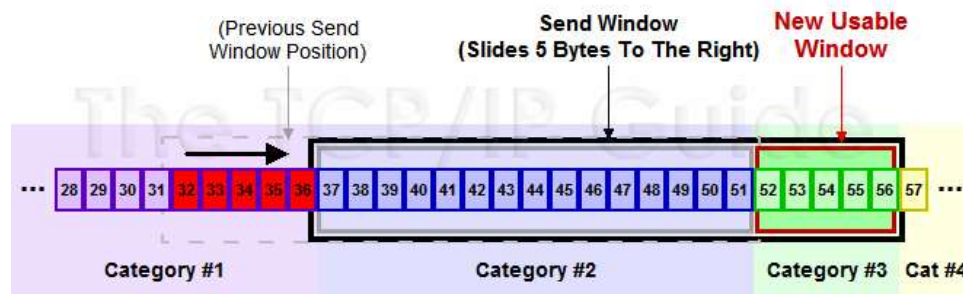 (Previous Send
Window Position)
Send Window
(Slides 5 Bytes To The Right)
New Usable
Window
The TCP/IP Guide
... 28 29 30 31 32 33 34 35 36 37 38 39 40 41 42 43 44 45 46 47 48 49 50 51 52 53 54 55 56 57 ...
Category #1 Category #2 Category #3 Cat #4